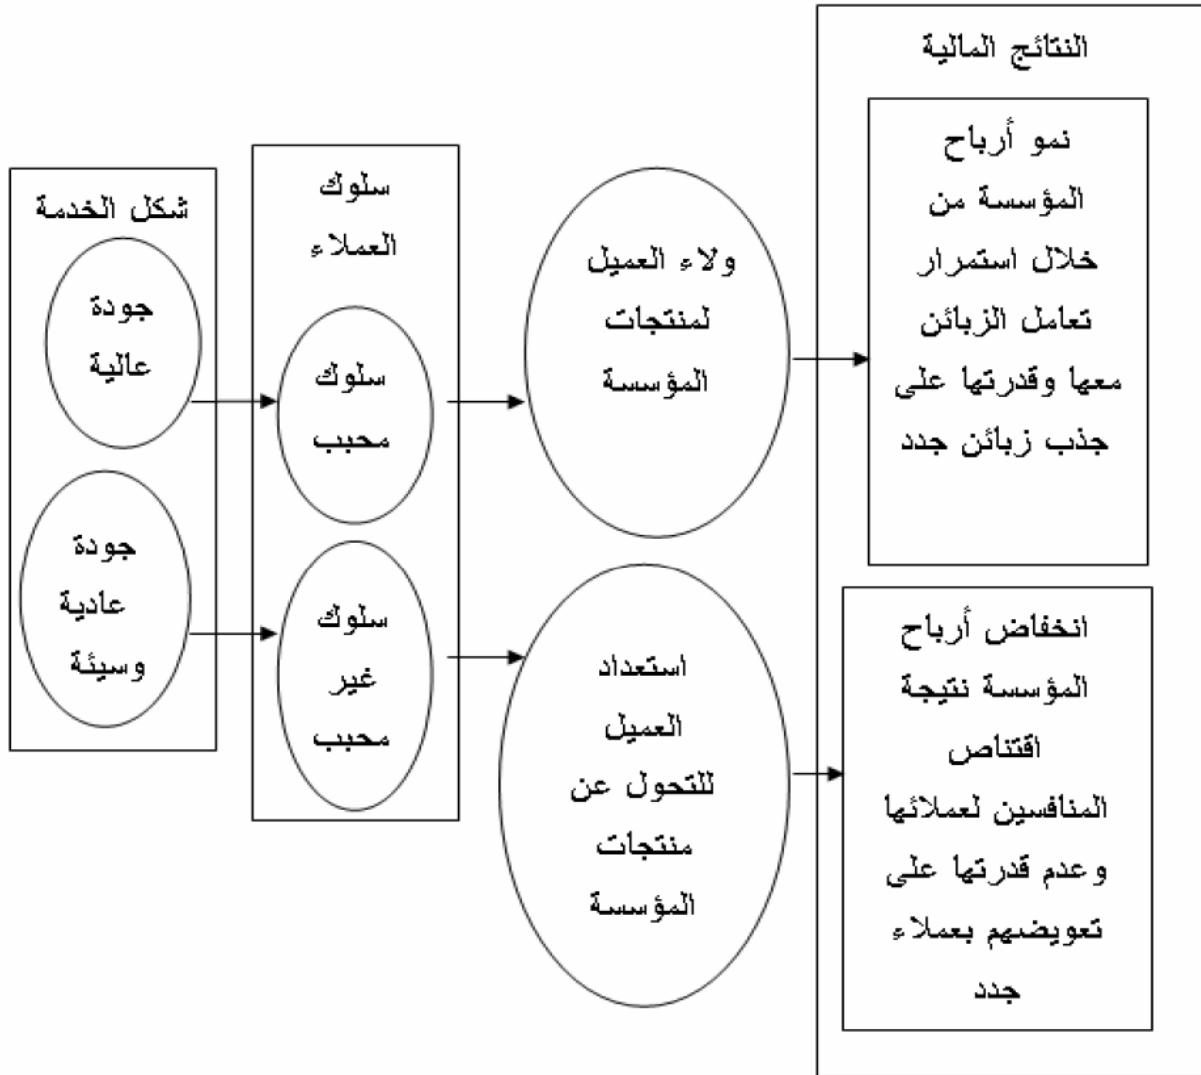 النتائج المالية
نمو أرباح
المؤسسة من
خلال استمرار
تعامل الزبائن
معها وقدرتها على
جذب زبائن جدد
انخفاض أرباح
المؤسسة نتيجة
اقتناص
المنافسين لعملائها
وعدم قدرتها على
تعويضهم بعملاء
جدد
ولاء العميل
لمنتجات
المؤسسة
استعداد
العميل
للتحول عن
منتجات
المؤسسة
سلوك
العملاء
سلوك
محبب
سلوك
غير
محبب
شكل الخدمة
جودة
عالية
جودة
عادية
وسيئة